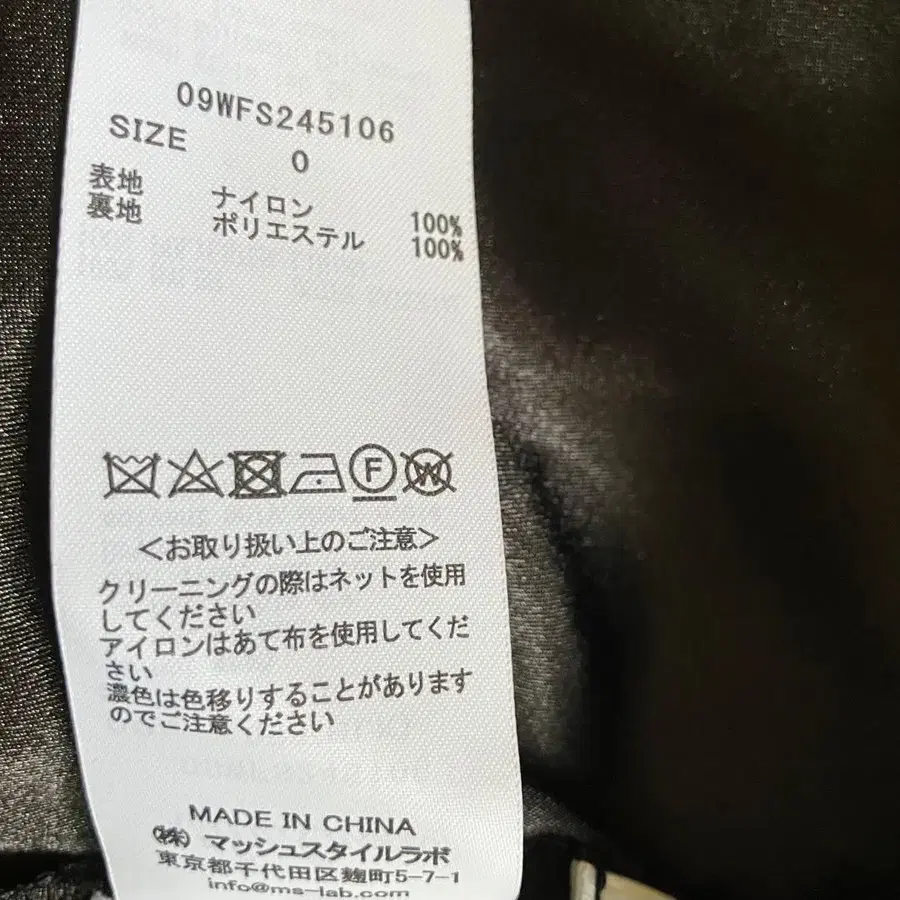 09WFS245106
SIZE 0
表地 ナイロン 100%
裏地 ポリエステル 100%
F W
＜お取り扱い上のご注意＞
クリーニングの際はネットを使用
してください
アイロンはあて布を使用してくだ
さい
濃色は色移りすることがあります
のでご注意ください
MADE IN CHINA
㈱ マッシュスタイルラボ
東京都千代田区麹町5-7-1
info@ms-lab.com